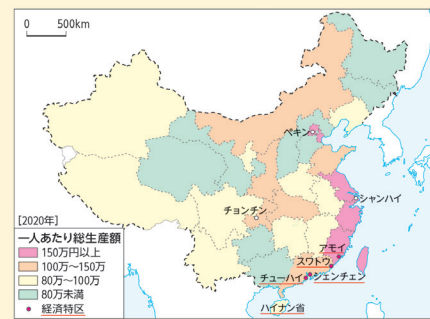 0 500km
ペキン
シャンハイ
チョンチン
[2020年]
一人あたり総生産額
150万円以上
100万～150万
80万～100万
80万未満
経済特区
アモイ
スワトウ
シェンチェン
チューハイ
ハイナン省